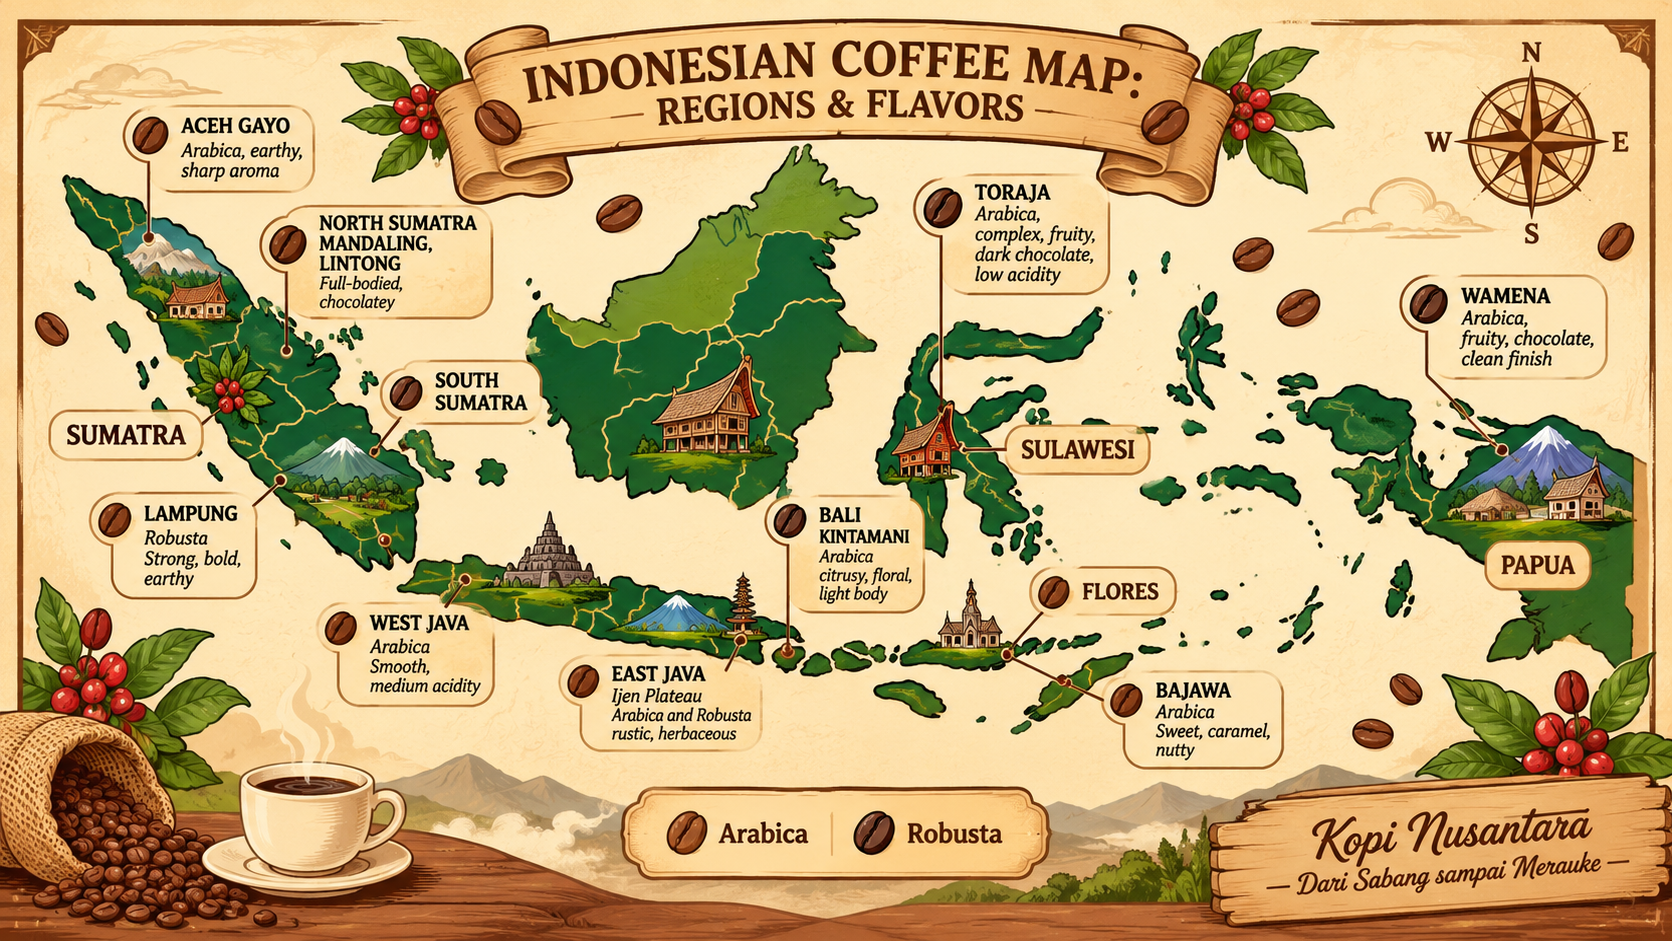 INDONESIAN COFFEE MAP:
REGIONS & FLAVORS
N
W
E
S
ACEH GAYO
Arabica, earthy,
sharp aroma
NORTH SUMATRA
MANDALING,
LINTONG
Full-bodied,
chocolatey
SOUTH
SUMATRA
SUMATRA
LAMPUNG
Robusta
Strong, bold,
earthy
WEST JAVA
Arabica
Smooth,
medium acidity
EAST JAVA
Ijen Plateau
Arabica and Robusta
rustic, herbaceous
BALI
KINTAMANI
Arabica
citrusy, floral,
light body
TORAJA
Arabica,
complex, fruity,
dark chocolate,
low acidity
SULAWESI
FLORES
BAJAWA
Arabica
Sweet, caramel,
nutty
WAMENA
Arabica,
fruity, chocolate,
clean finish
PAPUA
Arabica
Robusta
Kopi Nusantara
— Dari Sabang sampai Merauke —